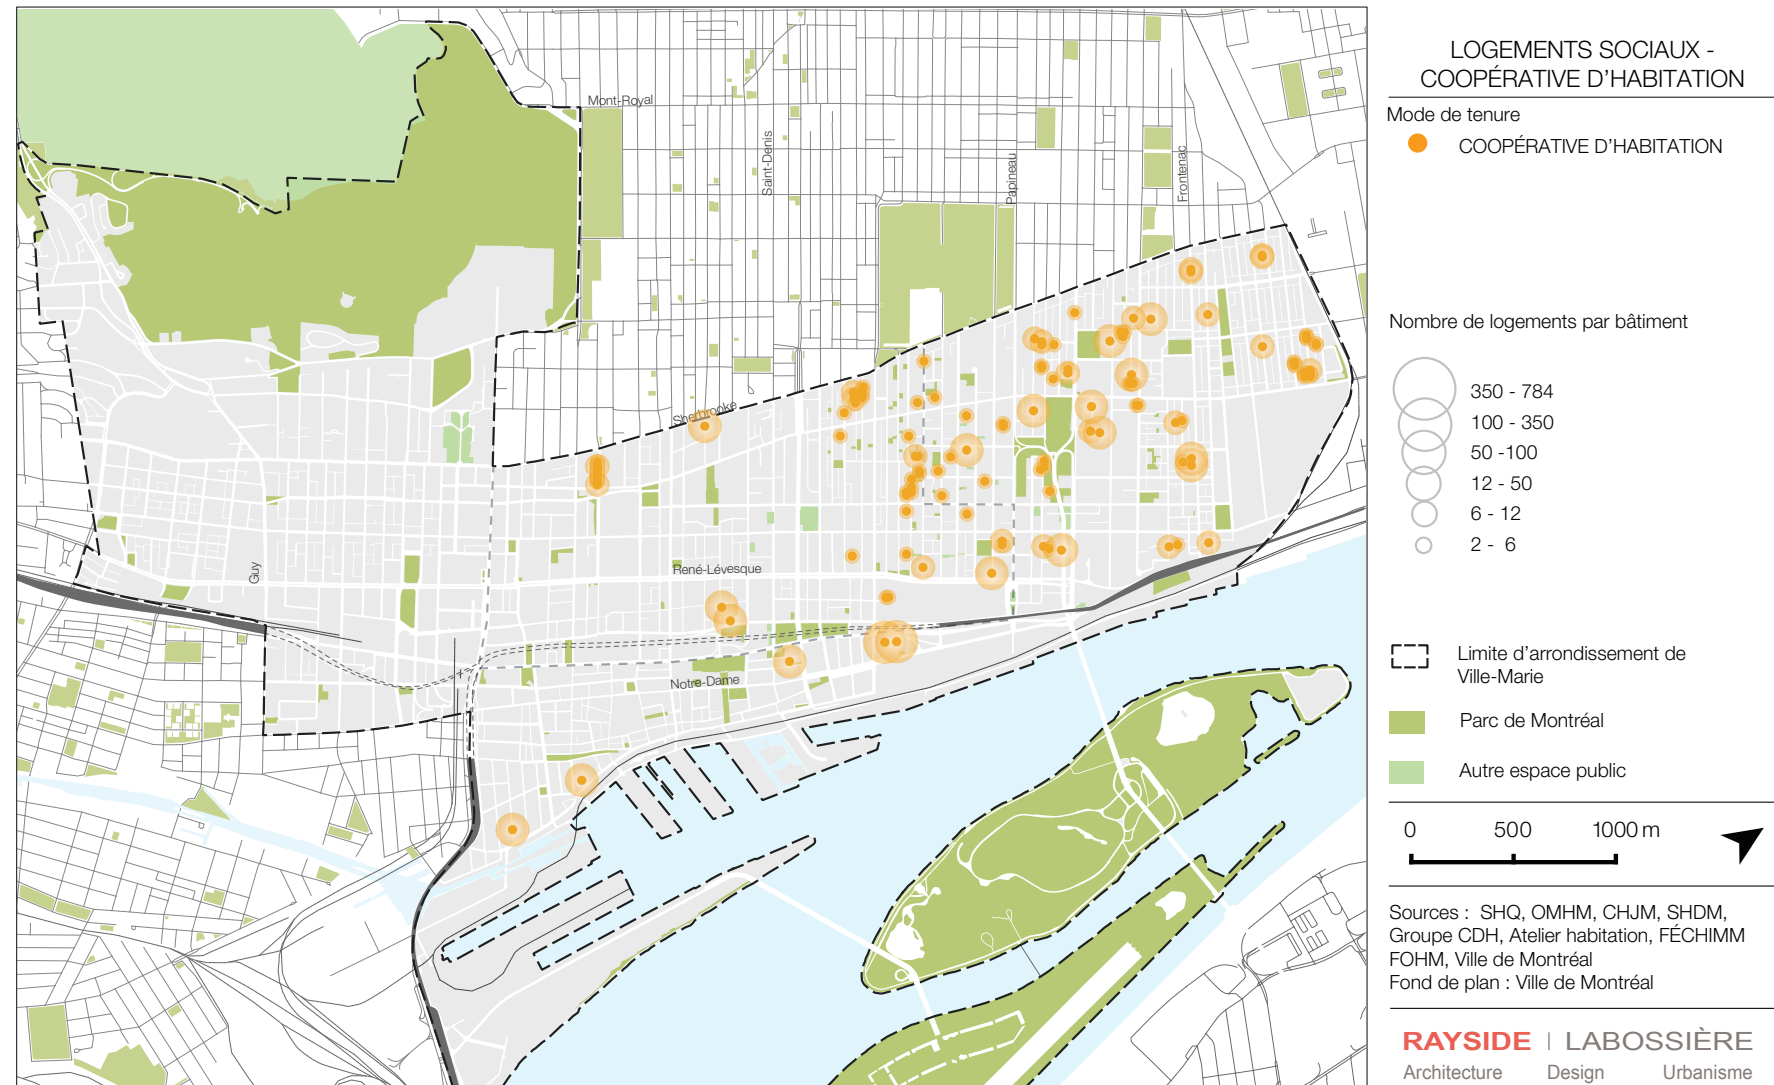 Mont-Royal
Saint-Denis
Papineau
Frontenac
Sherbrooke
Guy
René-Lévesque
Notre-Dame
LOGEMENTS SOCIAUX -
COOPÉRATIVE D'HABITATION
Mode de tenure
COOPÉRATIVE D'HABITATION
Nombre de logements par bâtiment
350 - 784
100 - 350
50 -100
12 - 50
6 - 12
2 - 6
Limite d'arrondissement de
Ville-Marie
Parc de Montréal
Autre espace public
0 500 1000 m
Sources : SHQ, OMHM, CHJM, SHDM,
Groupe CDH, Atelier habitation, FÉCHIMM
FOHM, Ville de Montréal
Fond de plan : Ville de Montréal
RAYSIDE | LABOSSIÈRE
Architecture Design Urbanisme